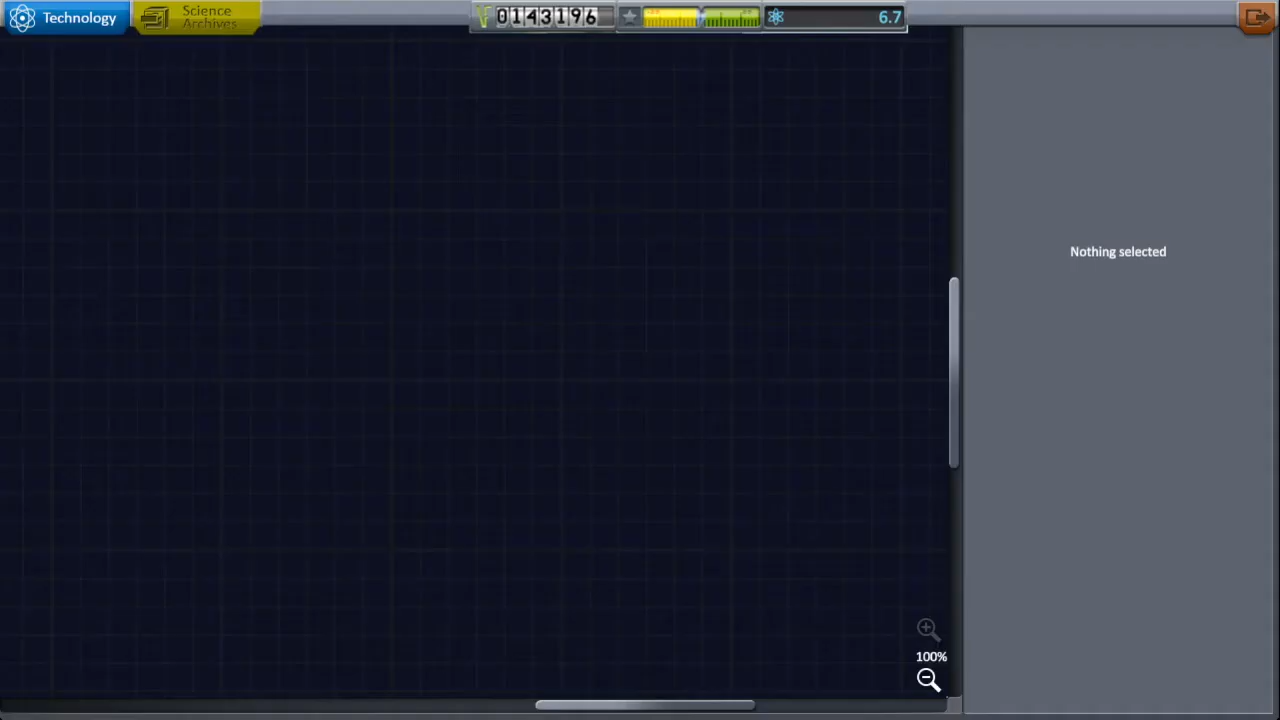 Technology
Science
Archives
0143196
6.7
Nothing selected
100%